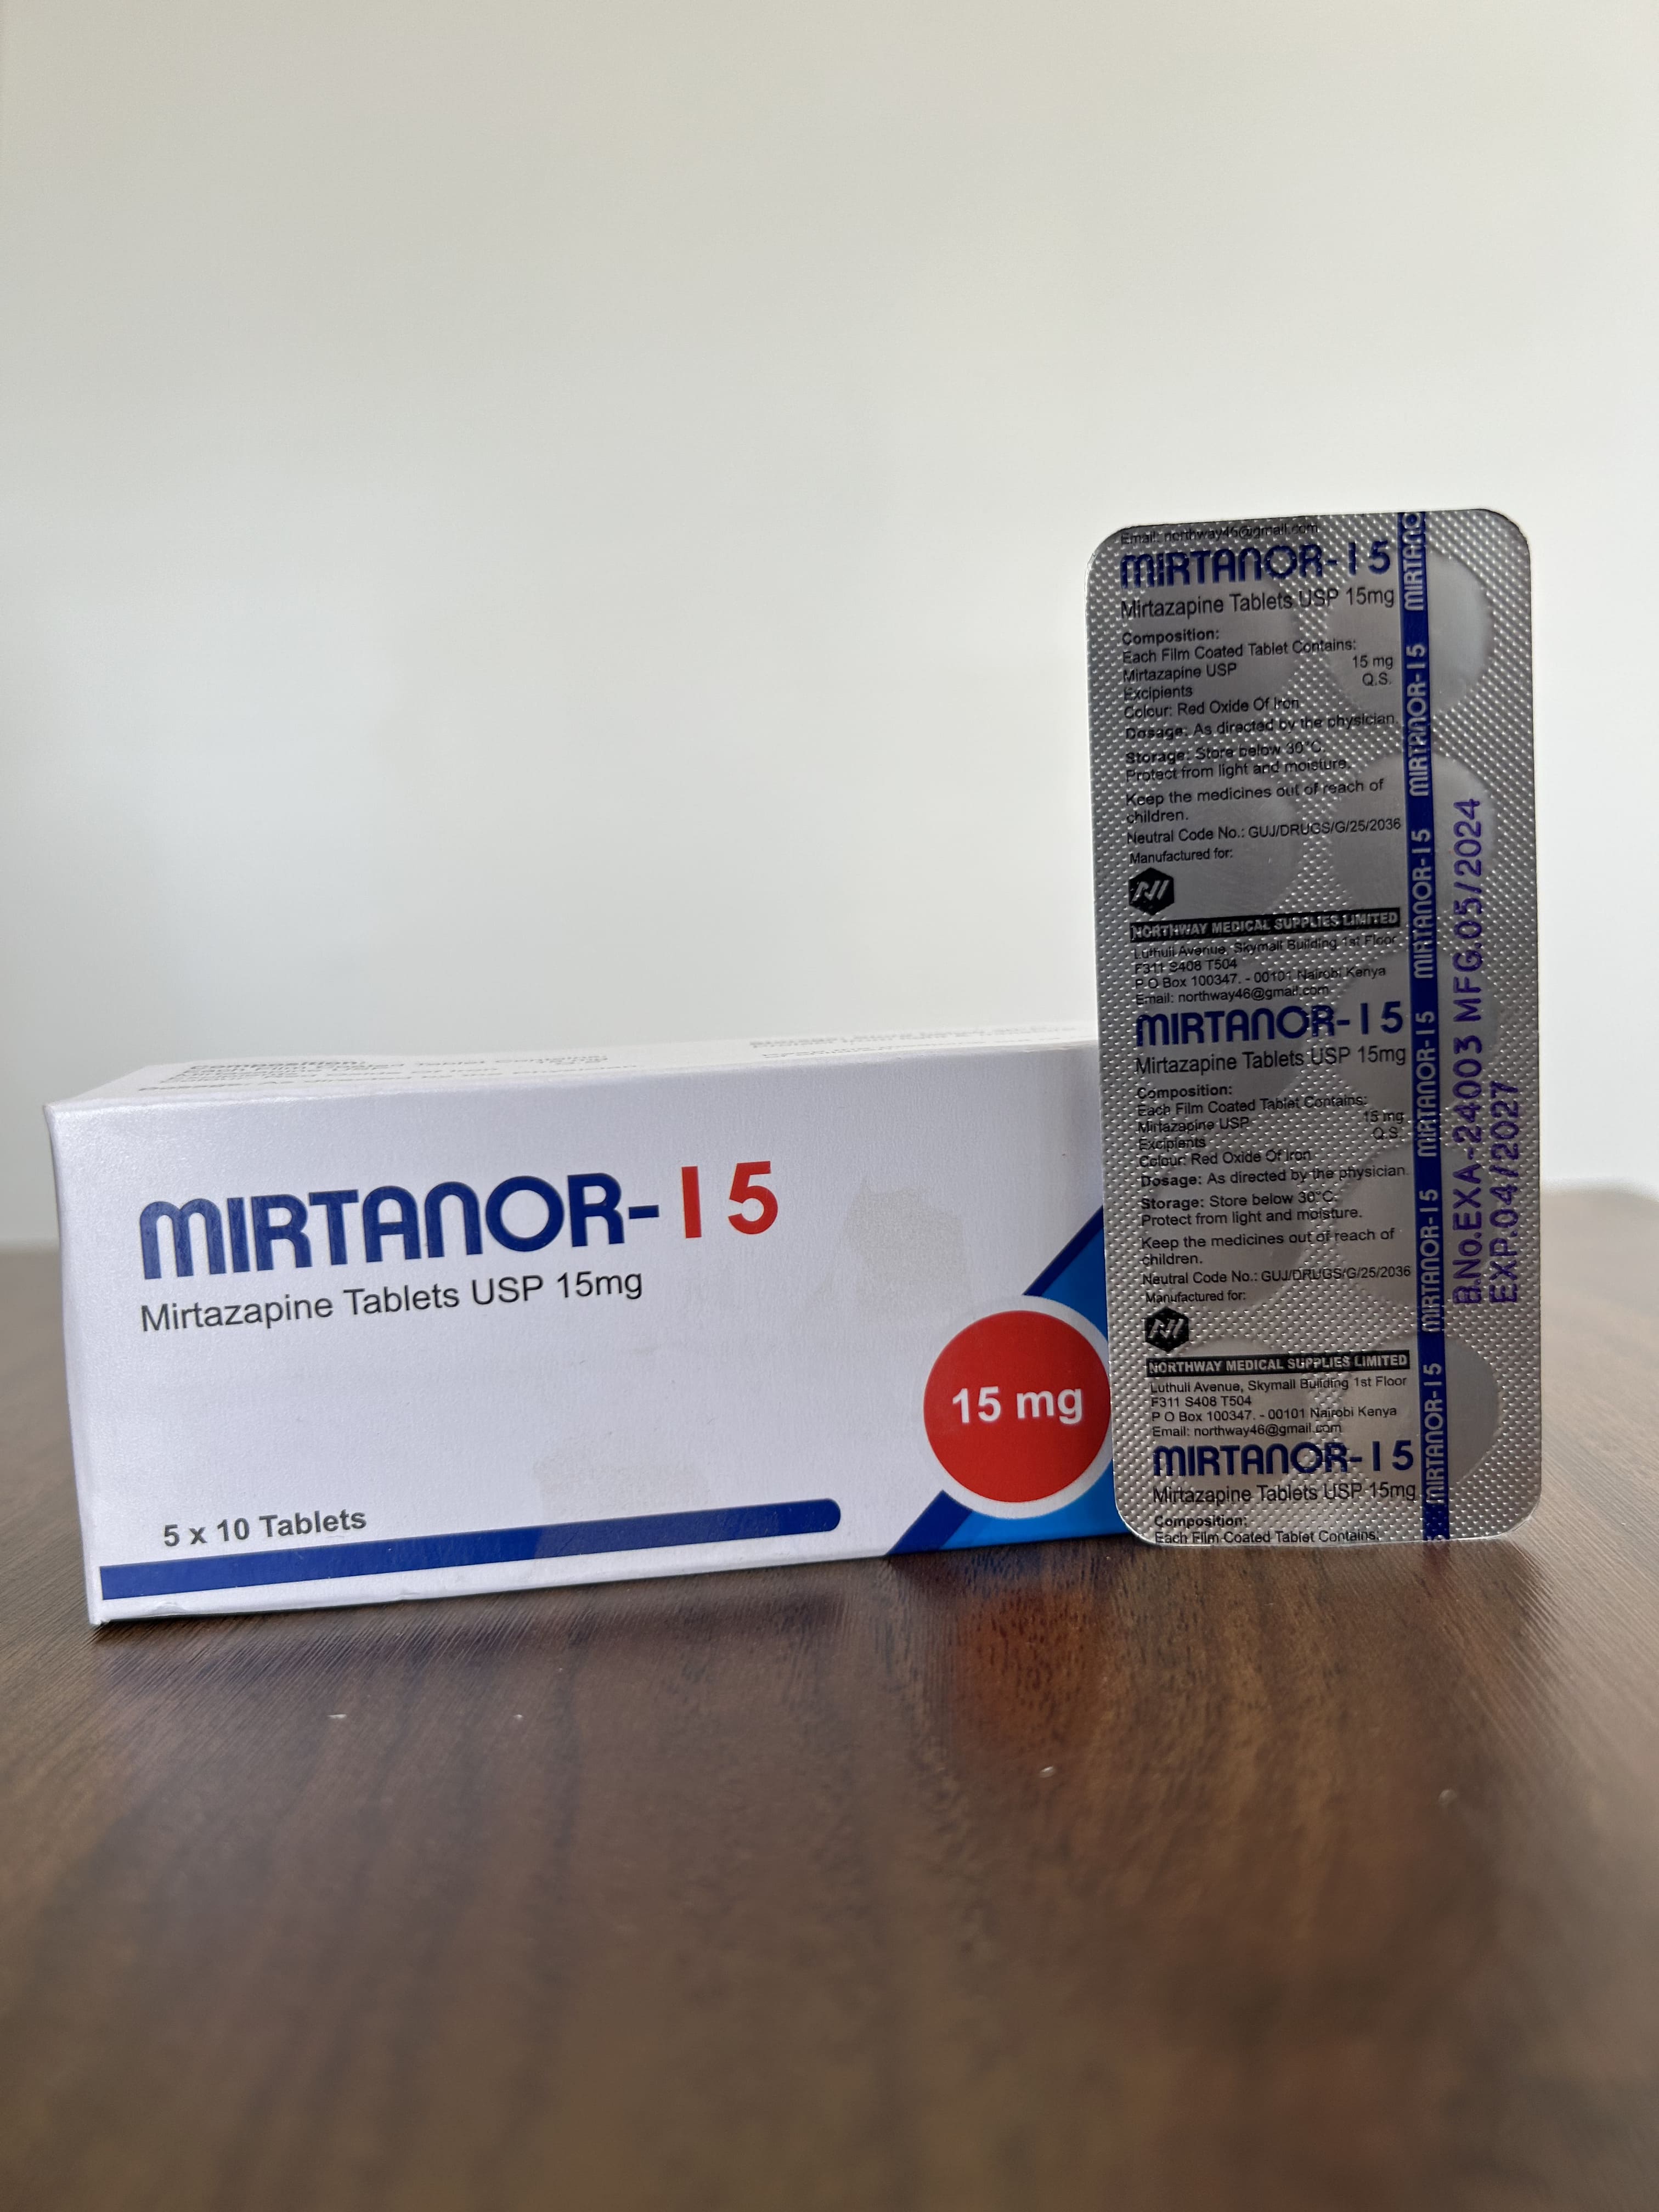 MIRTANOR-15
Mirtazapine Tablets USP 15mg
5 x 10 Tablets
15 mg
Email: northway46@gmail.com
MIRTANOR-15
Mirtazapine Tablets USP 15mg
Composition:
Each Film Coated Tablet Contains:
Mirtazapine USP 15 mg
Excipients Q.S.
Colour: Red Oxide Of Iron
Dosage: As directed by the physician.
Storage: Store below 30°C.
Protect from light and moisture.
Keep the medicines out of reach of
children.
Neutral Code No.: GUJ/DRUGS/G/25/2036
Manufactured for:
NORTHWAY MEDICAL SUPPLIES LIMITED
Luthuli Avenue, Skymall Building 1st Floor
F311 S408 T504
P O Box 100347. - 00101 Nairobi Kenya
Email: northway46@gmail.com
MIRTANOR-15
Mirtazapine Tablets USP 15mg
Composition:
Each Film Coated Tablet Contains:
Mirtazapine USP 15 mg
Excipients Q.S.
Colour: Red Oxide Of Iron
Dosage: As directed by the physician.
Storage: Store below 30°C.
Protect from light and moisture.
Keep the medicines out of reach of
children.
Neutral Code No.: GUJ/DRUGS/G/25/2036
Manufactured for:
NORTHWAY MEDICAL SUPPLIES LIMITED
Luthuli Avenue, Skymall Building 1st Floor
F311 S408 T504
P O Box 100347. - 00101 Nairobi Kenya
Email: northway46@gmail.com
MIRTANOR-15
Mirtazapine Tablets USP 15mg
Composition:
Each Film Coated Tablet Contains:
MIRTANOR-15 MIRTANOR-15 MIRTANOR-15 MIRTANOR-15 MIRTANOR-15 MIRTANO
B.No.EXA-24003 MFG.05/2024
EXP.04/2027